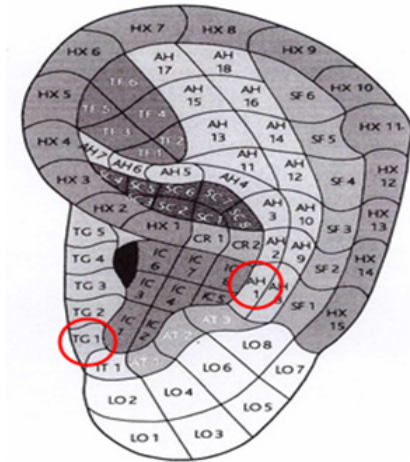 HX 7
HX 8
HX 6
HX 9
AH 17
AH 18
TF 6
HX 5
TF 5
AH 15
AH 16
SF 6
HX 10
TF 4
HX 4
TF 3
AH 13
AH 14
SF 5
HX 11
TF 2
TF 1
AH 7
AH 6
AH 5
AH 11
AH 12
HX 3
SC 4
SC 5
SC 6
SC 7
AH 4
SF 4
HX 12
SC 3
SC 2
SC 1
SC 8
HX 2
HX 1
AH 3
AH 10
SF 3
HX 13
TG 5
CR 1
CR 2
AH 2
AH 9
TG 4
IC 6
IC 7
SF 2
HX 14
TG 3
IC 3
IC 4
IC 5
AH 1
TG 2
IC 1
IC 2
SF 1
HX 15
AT 3
TG 1
AT 2
LO 8
IT 1
AT 1
LO 6
LO 7
LO 2
LO 4
LO 5
LO 1
LO 3